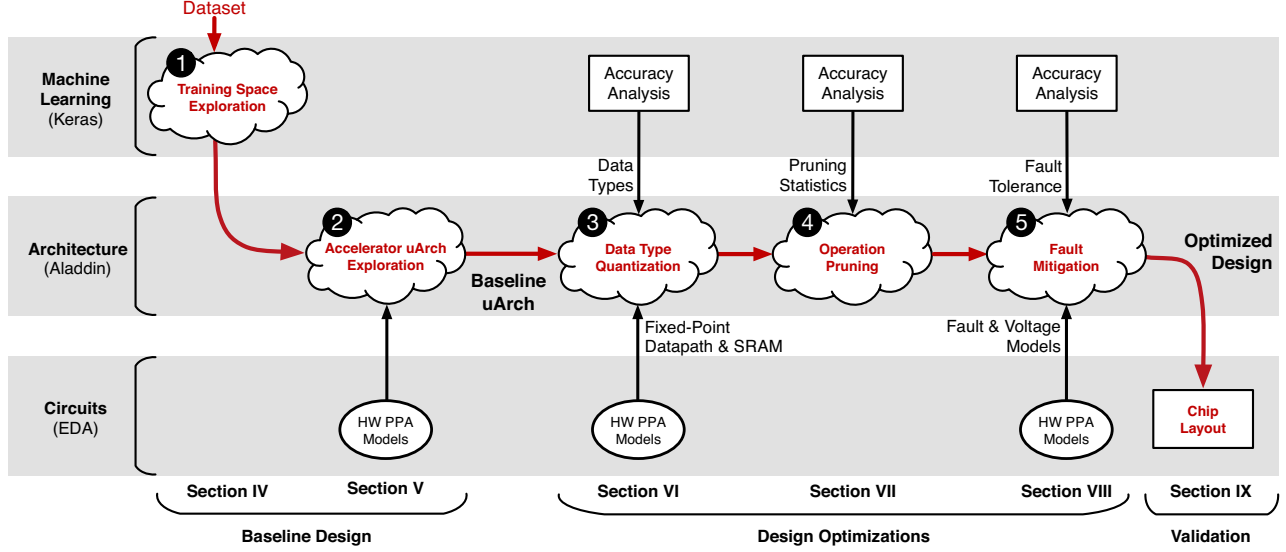 Dataset
Machine
Learning
(Keras)
1
Training Space
Exploration
Accuracy
Analysis
Accuracy
Analysis
Accuracy
Analysis
Data
Types
Pruning
Statistics
Fault
Tolerance
Architecture
(Aladdin)
2
Accelerator uArch
Exploration
Baseline
uArch
3
Data Type
Quantization
4
Operation
Pruning
5
Fault
Mitigation
Optimized
Design
Fixed-Point
Datapath & SRAM
Fault & Voltage
Models
Circuits
(EDA)
HW PPA
Models
HW PPA
Models
HW PPA
Models
Chip
Layout
Section IV
Section V
Section VI
Section VII
Section VIII
Section IX
Baseline Design
Design Optimizations
Validation